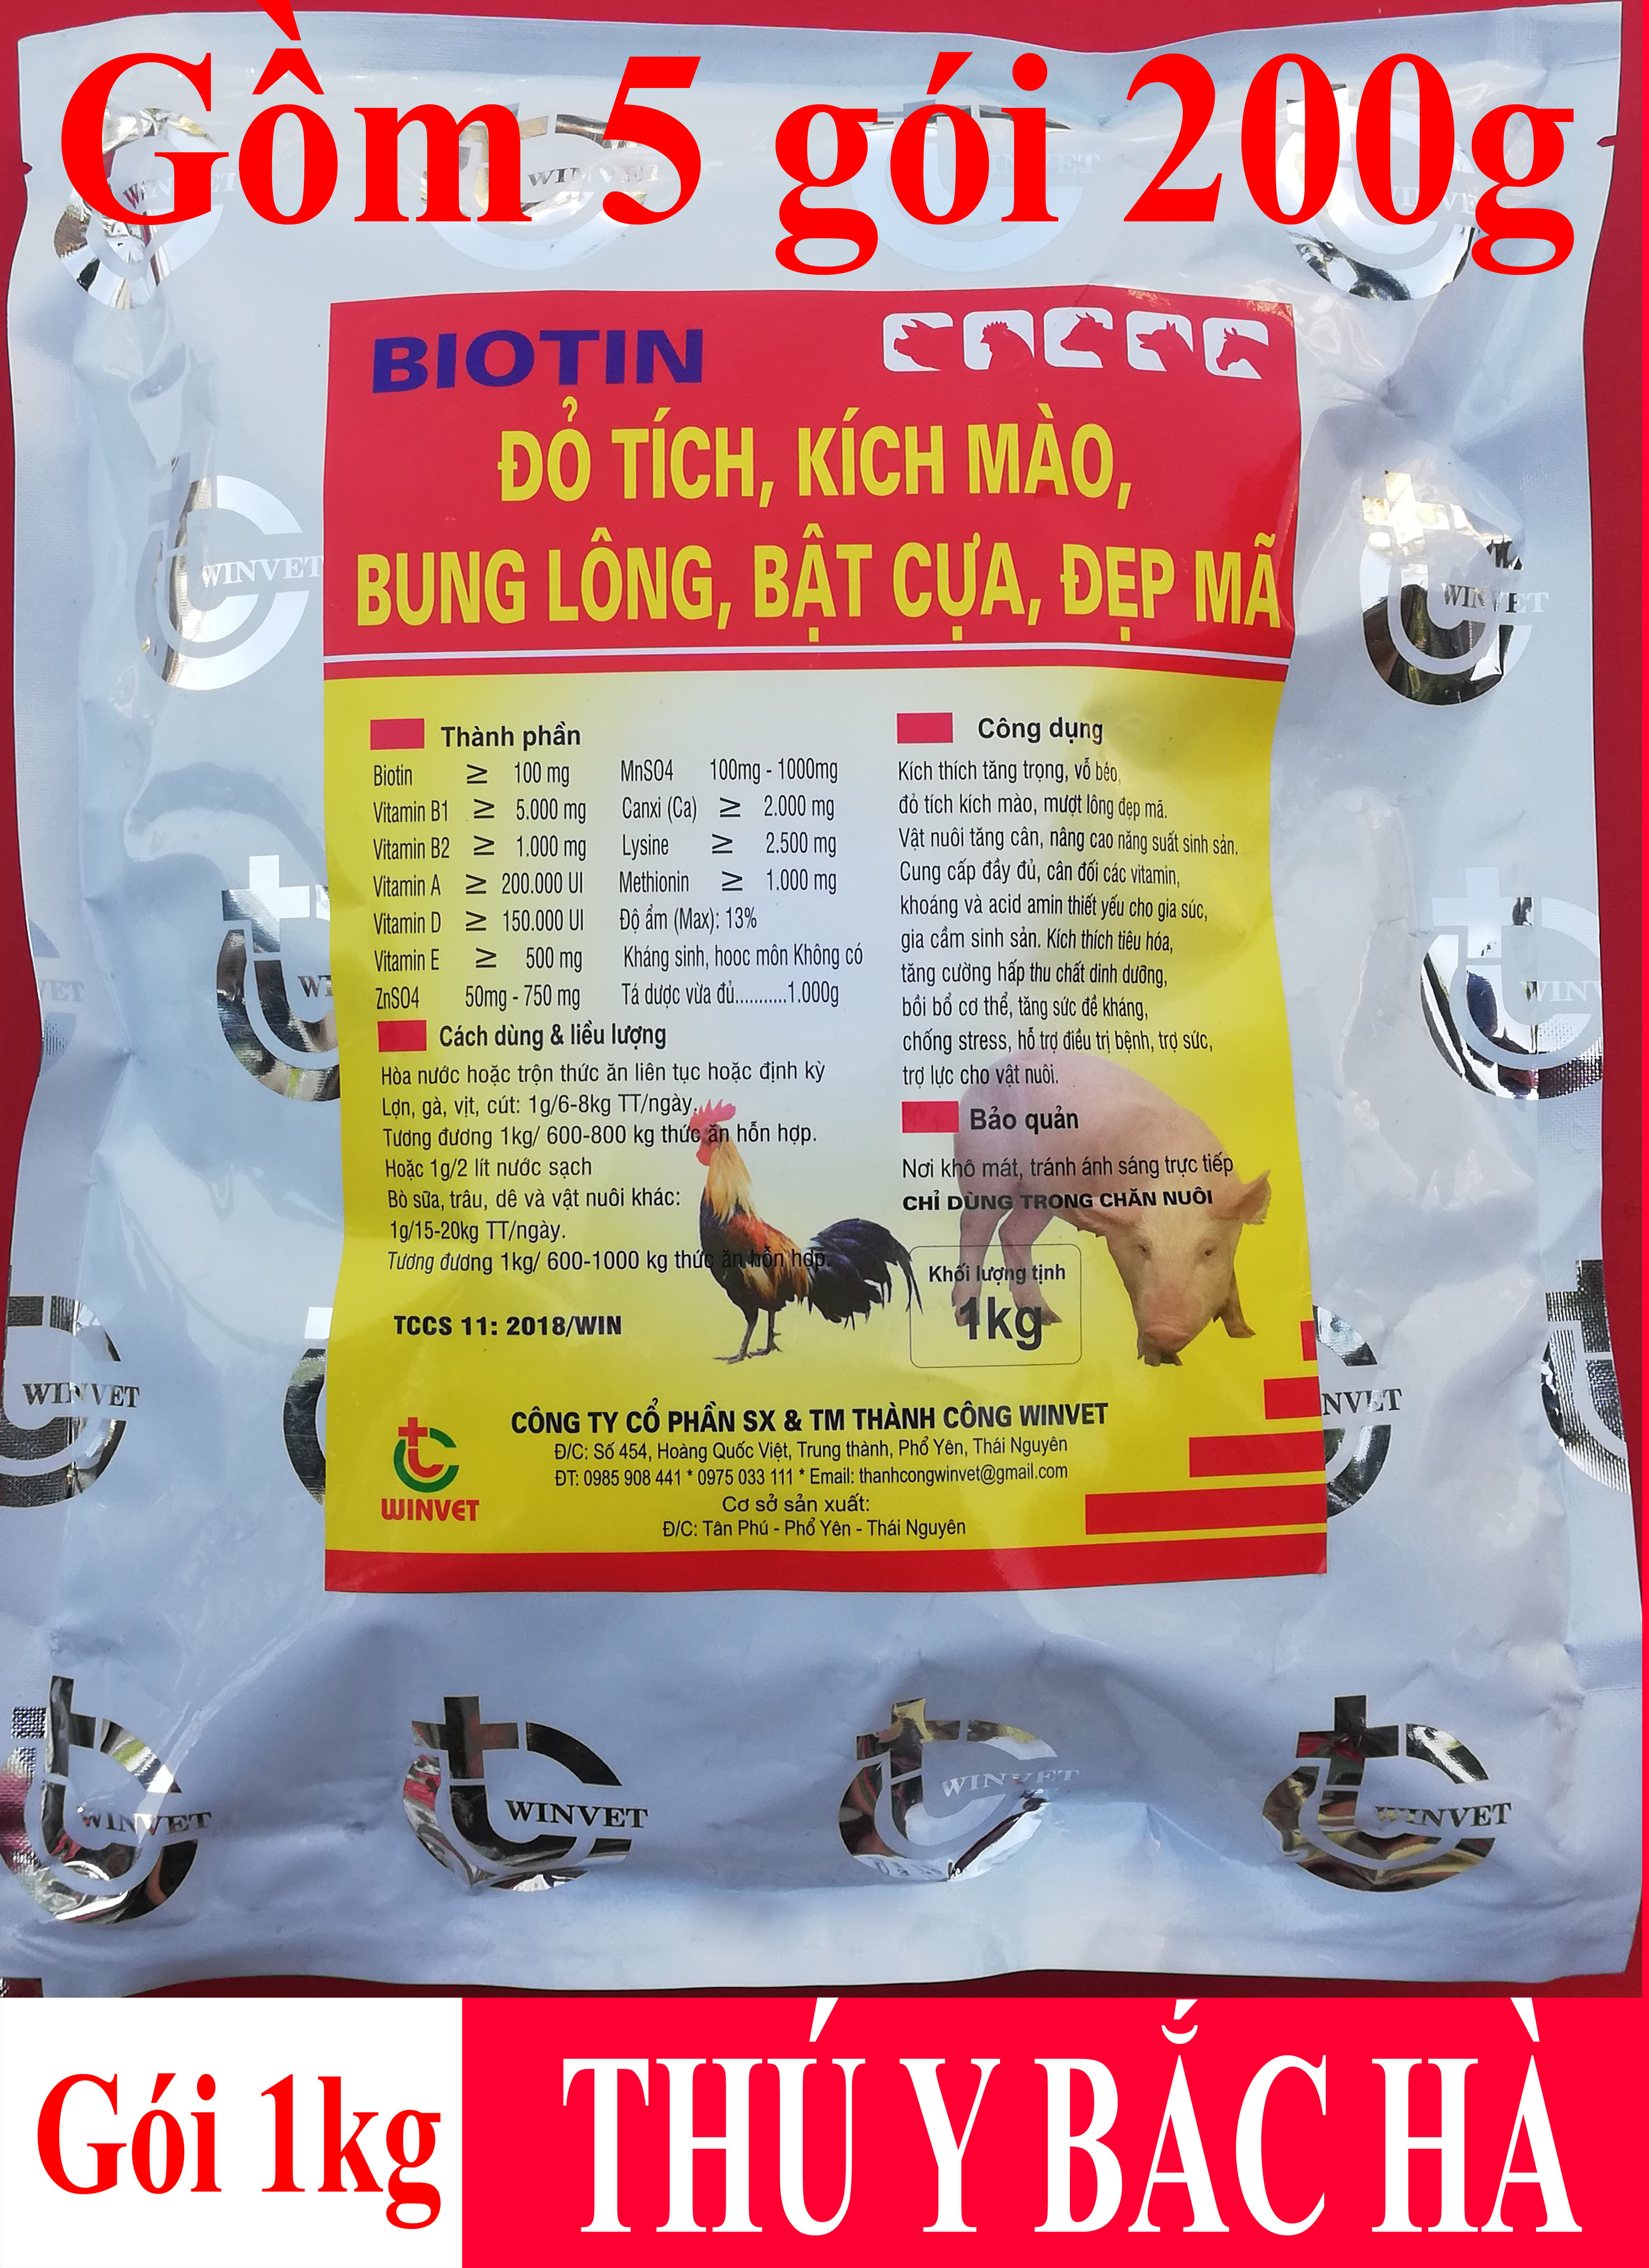 Gồm 5 gói 200g
BIOTIN
ĐỎ TÍCH, KÍCH MÀO,
BUNG LÔNG, BẬT CỰA, ĐẸP MÃ
Thành phần
Biotin ≥ 100 mg
Vitamin B1 ≥ 5.000 mg
Vitamin B2 ≥ 1.000 mg
Vitamin A ≥ 200.000 UI
Vitamin D ≥ 150.000 UI
Vitamin E ≥ 500 mg
ZnSO4 50mg - 750 mg
MnSO4 100mg - 1000mg
Canxi (Ca) ≥ 2.000 mg
Lysine ≥ 2.500 mg
Methionin ≥ 1.000 mg
Độ ẩm (Max): 13%
Kháng sinh, hooc môn Không có
Tá dược vừa đủ...........1.000g
Cách dùng & liều lượng
Hòa nước hoặc trộn thức ăn liên tục hoặc định kỳ
Lợn, gà, vịt, cút: 1g/6-8kg TT/ngày.
Tương đương 1kg/ 600-800 kg thức ăn hỗn hợp.
Hoặc 1g/2 lít nước sạch
Bò sữa, trâu, dê và vật nuôi khác:
1g/15-20kg TT/ngày.
Tương đương 1kg/ 600-1000 kg thức ăn hỗn hợp.
TCCS 11: 2018/WIN
Công dụng
Kích thích tăng trọng, vỗ béo,
đỏ tích kích mào, mượt lông đẹp mã.
Vật nuôi tăng cân, nâng cao năng suất sinh sản.
Cung cấp đầy đủ, cân đối các vitamin,
khoáng và acid amin thiết yếu cho gia súc,
gia cầm sinh sản. Kích thích tiêu hóa,
tăng cường hấp thu chất dinh dưỡng,
bồi bổ cơ thể, tăng sức đề kháng,
chống stress, hỗ trợ điều trị bệnh, trợ sức,
trợ lực cho vật nuôi.
Bảo quản
Nơi khô mát, tránh ánh sáng trực tiếp
CHỈ DÙNG TRONG CHĂN NUÔI
Khối lượng tịnh
1kg
CÔNG TY CỔ PHẦN SX & TM THÀNH CÔNG WINVET
Đ/C: Số 454, Hoàng Quốc Việt, Trung thành, Phổ Yên, Thái Nguyên
ĐT: 0985 908 441 * 0975 033 111 * Email: thanhcongwinvet@gmail.com
Cơ sở sản xuất:
Đ/C: Tân Phú - Phổ Yên - Thái Nguyên
WINVET
WINVET
WINVET
WINVET
WINVET
WINVET
WINVET
WINVET
WINVET
WINVET
Gói 1kg
THÚ Y BẮC HÀ